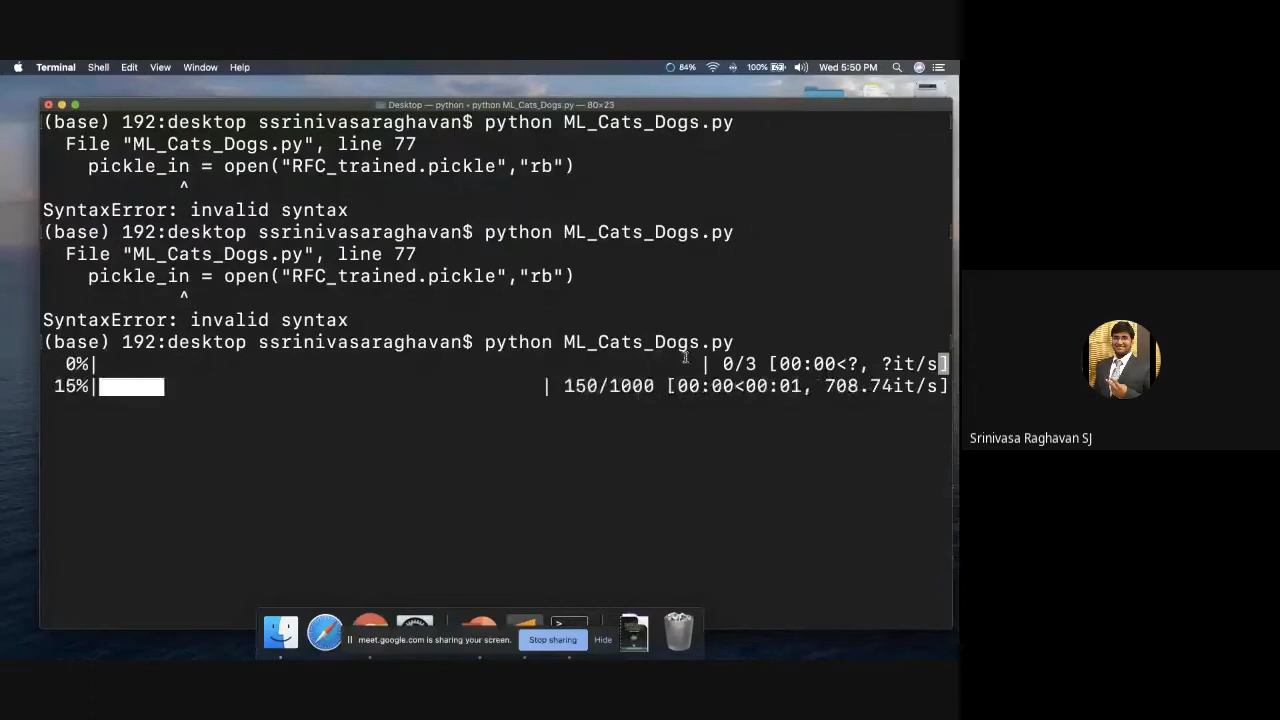 Terminal Shell Edit View Window Help 84% 100% Wed 5:50 PM
Desktop — python • python ML_Cats_Dogs.py — 80×23
(base) 192:desktop ssrinivasaraghavan$ python ML_Cats_Dogs.py
File "ML_Cats_Dogs.py", line 77
pickle_in = open("RFC_trained.pickle","rb")
^
SyntaxError: invalid syntax
(base) 192:desktop ssrinivasaraghavan$ python ML_Cats_Dogs.py
File "ML_Cats_Dogs.py", line 77
pickle_in = open("RFC_trained.pickle","rb")
^
SyntaxError: invalid syntax
(base) 192:desktop ssrinivasaraghavan$ python ML_Cats_Dogs.py
0%| | 0/3 [00:00<?, ?it/s]
15%| | 150/1000 [00:00<00:01, 708.74it/s]
Srinivasa Raghavan SJ
meet.google.com is sharing your screen. Stop sharing Hide